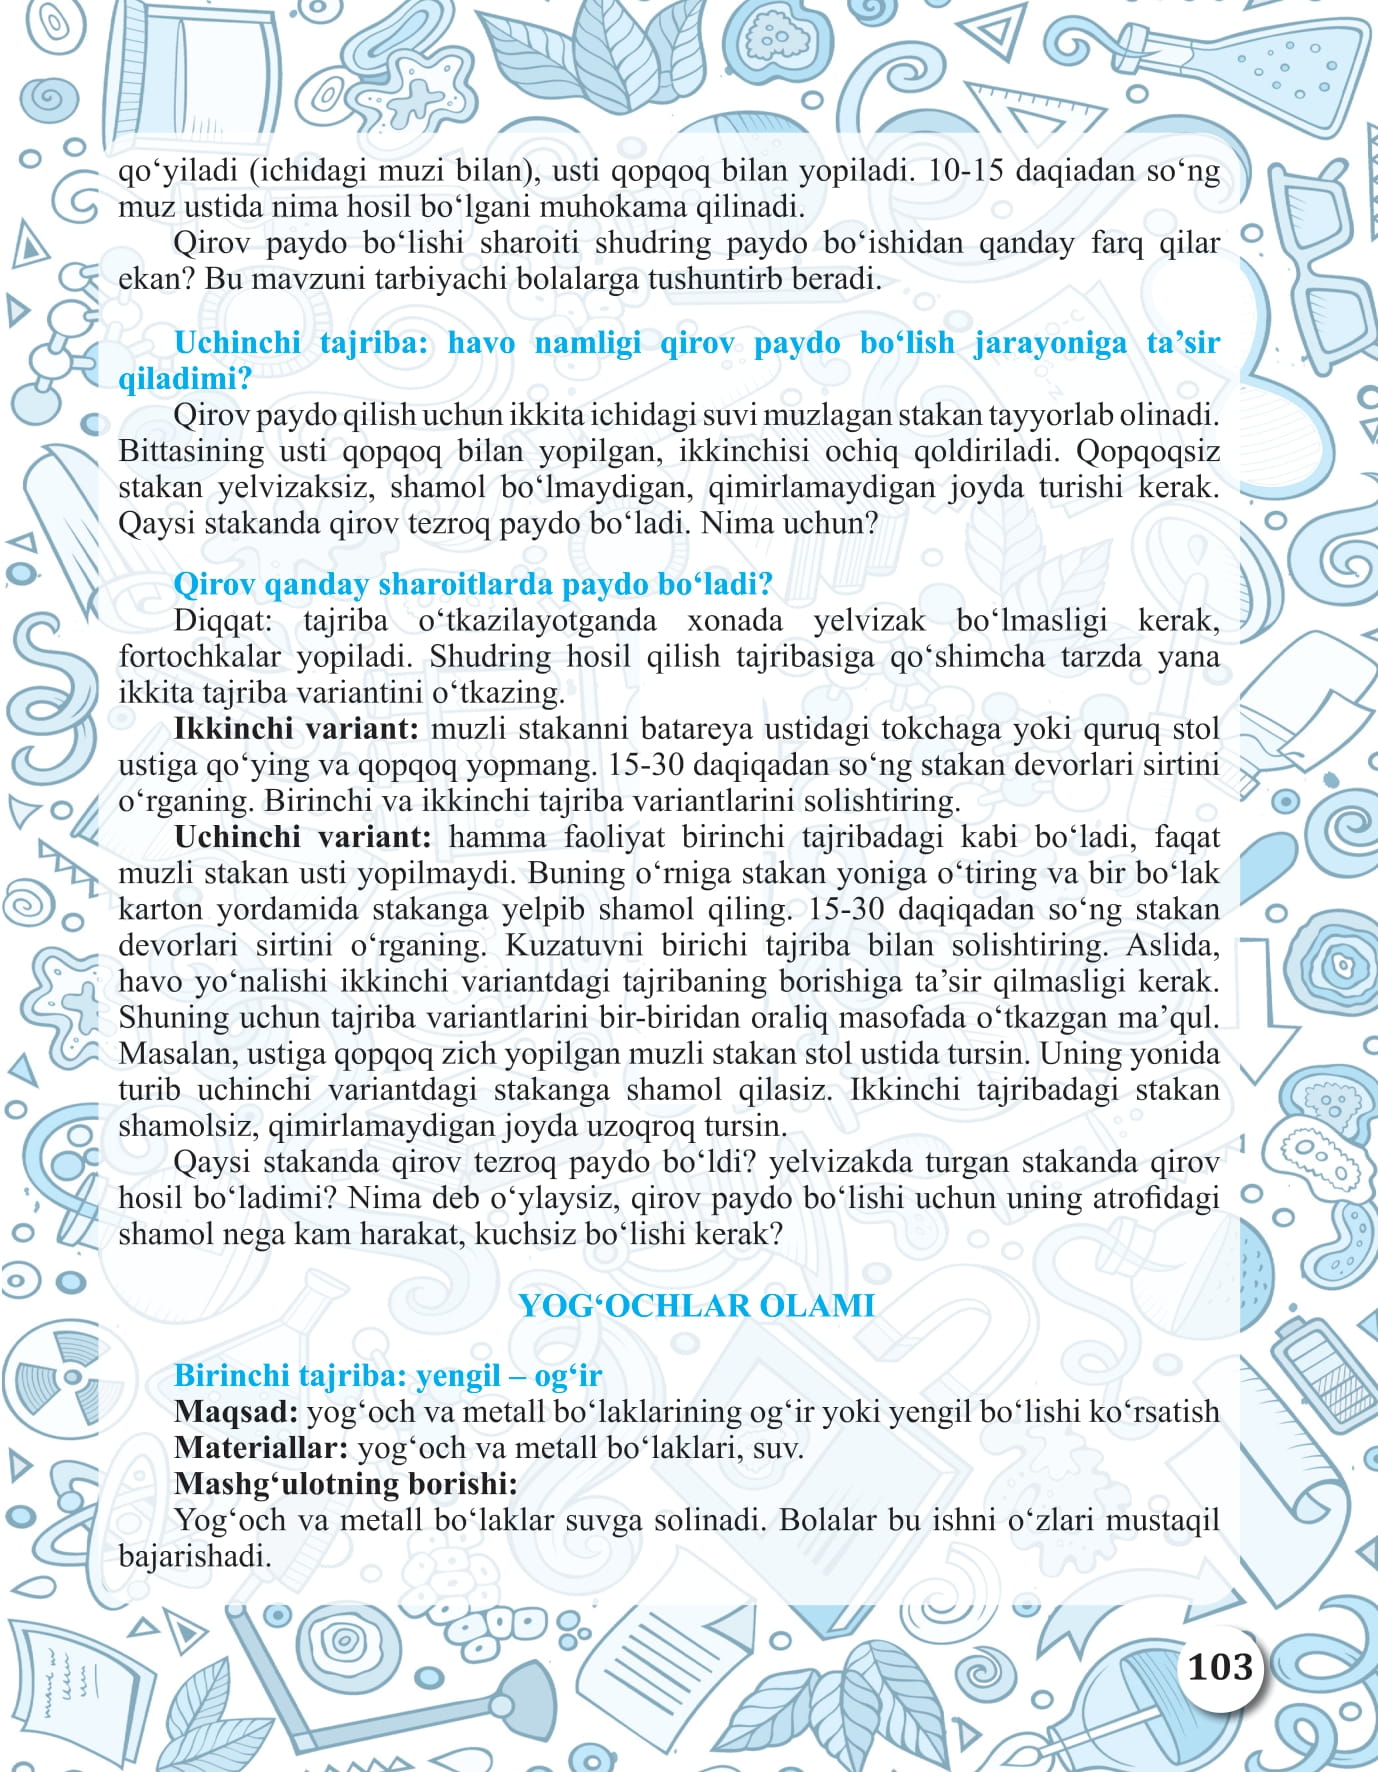 qo‘yiladi (ichidagi muzi bilan), usti qopqoq bilan yopiladi. 10-15 daqiadan so‘ng
muz ustida nima hosil bo‘lgani muhokama qilinadi.
Qirov paydo bo‘lishi sharoiti shudring paydo bo‘ishidan qanday farq qilar
ekan? Bu mavzuni tarbiyachi bolalarga tushuntirb beradi.
Uchinchi tajriba: havo namligi qirov paydo bo‘lish jarayoniga ta’sir
qiladimi?
Qirov paydo qilish uchun ikkita ichidagi suvi muzlagan stakan tayyorlab olinadi.
Bittasining usti qopqoq bilan yopilgan, ikkinchisi ochiq qoldiriladi. Qopqoqsiz
stakan yelvizaksiz, shamol bo‘lmaydigan, qimirlamaydigan joyda turishi kerak.
Qaysi stakanda qirov tezroq paydo bo‘ladi. Nima uchun?
Qirov qanday sharoitlarda paydo bo‘ladi?
Diqqat: tajriba o‘tkazilayotganda xonada yelvizak bo‘lmasligi kerak,
fortochkalar yopiladi. Shudring hosil qilish tajribasiga qo‘shimcha tarzda yana
ikkita tajriba variantini o‘tkazing.
Ikkinchi variant: muzli stakanni batareya ustidagi tokchaga yoki quruq stol
ustiga qo‘ying va qopqoq yopmang. 15-30 daqiqadan so‘ng stakan devorlari sirtini
o‘rganing. Birinchi va ikkinchi tajriba variantlarini solishtiring.
Uchinchi variant: hamma faoliyat birinchi tajribadagi kabi bo‘ladi, faqat
muzli stakan usti yopilmaydi. Buning o‘rniga stakan yoniga o‘tiring va bir bo‘lak
karton yordamida stakanga yelpib shamol qiling. 15-30 daqiqadan so‘ng stakan
devorlari sirtini o‘rganing. Kuzatuvni birichi tajriba bilan solishtiring. Aslida,
havo yo‘nalishi ikkinchi variantdagi tajribaning borishiga ta’sir qilmasligi kerak.
Shuning uchun tajriba variantlarini bir-biridan oraliq masofada o‘tkazgan ma’qul.
Masalan, ustiga qopqoq zich yopilgan muzli stakan stol ustida tursin. Uning yonida
turib uchinchi variantdagi stakanga shamol qilasiz. Ikkinchi tajribadagi stakan
shamolsiz, qimirlamaydigan joyda uzoqroq tursin.
Qaysi stakanda qirov tezroq paydo bo‘ldi? yelvizakda turgan stakanda qirov
hosil bo‘ladimi? Nima deb o‘ylaysiz, qirov paydo bo‘lishi uchun uning atrofidagi
shamol nega kam harakat, kuchsiz bo‘lishi kerak?
YOG‘OCHLAR OLAMI
Birinchi tajriba: yengil – og‘ir
Maqsad: yog‘och va metall bo‘laklarining og‘ir yoki yengil bo‘lishi ko‘rsatish
Materiallar: yog‘och va metall bo‘laklari, suv.
Mashg‘ulotning borishi:
Yog‘och va metall bo‘laklar suvga solinadi. Bolalar bu ishni o‘zlari mustaqil
bajarishadi.
103